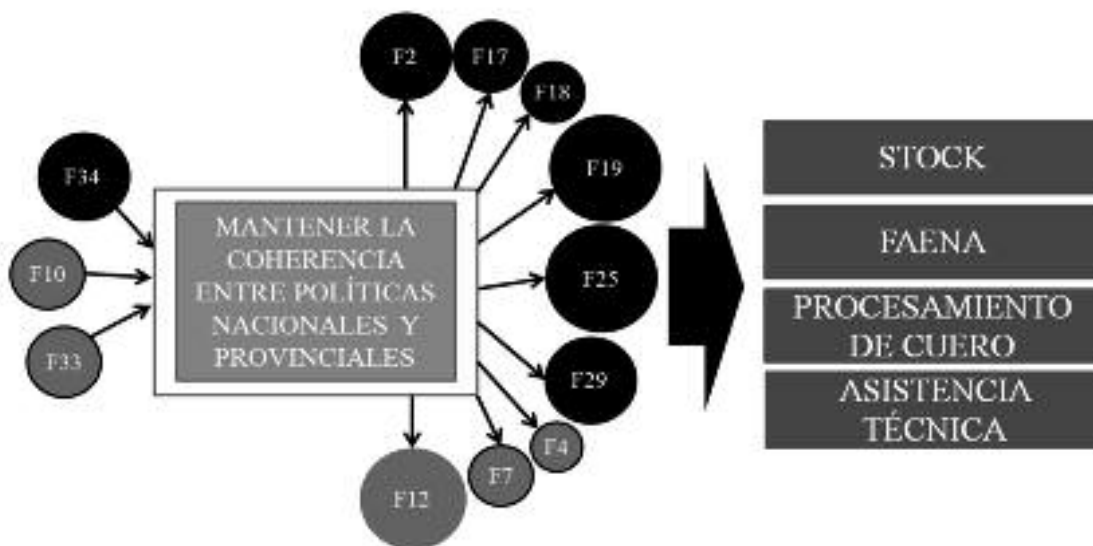 F2
F17
F18
F34
F19
F10
F33
MANTENER LA
COHERENCIA
ENTRE POLÍTICAS
NACIONALES Y
PROVINCIALES
F25
F29
F4
F7
F12
STOCK
FAENA
PROCESAMIENTO
DE CUERO
ASISTENCIA
TÉCNICA